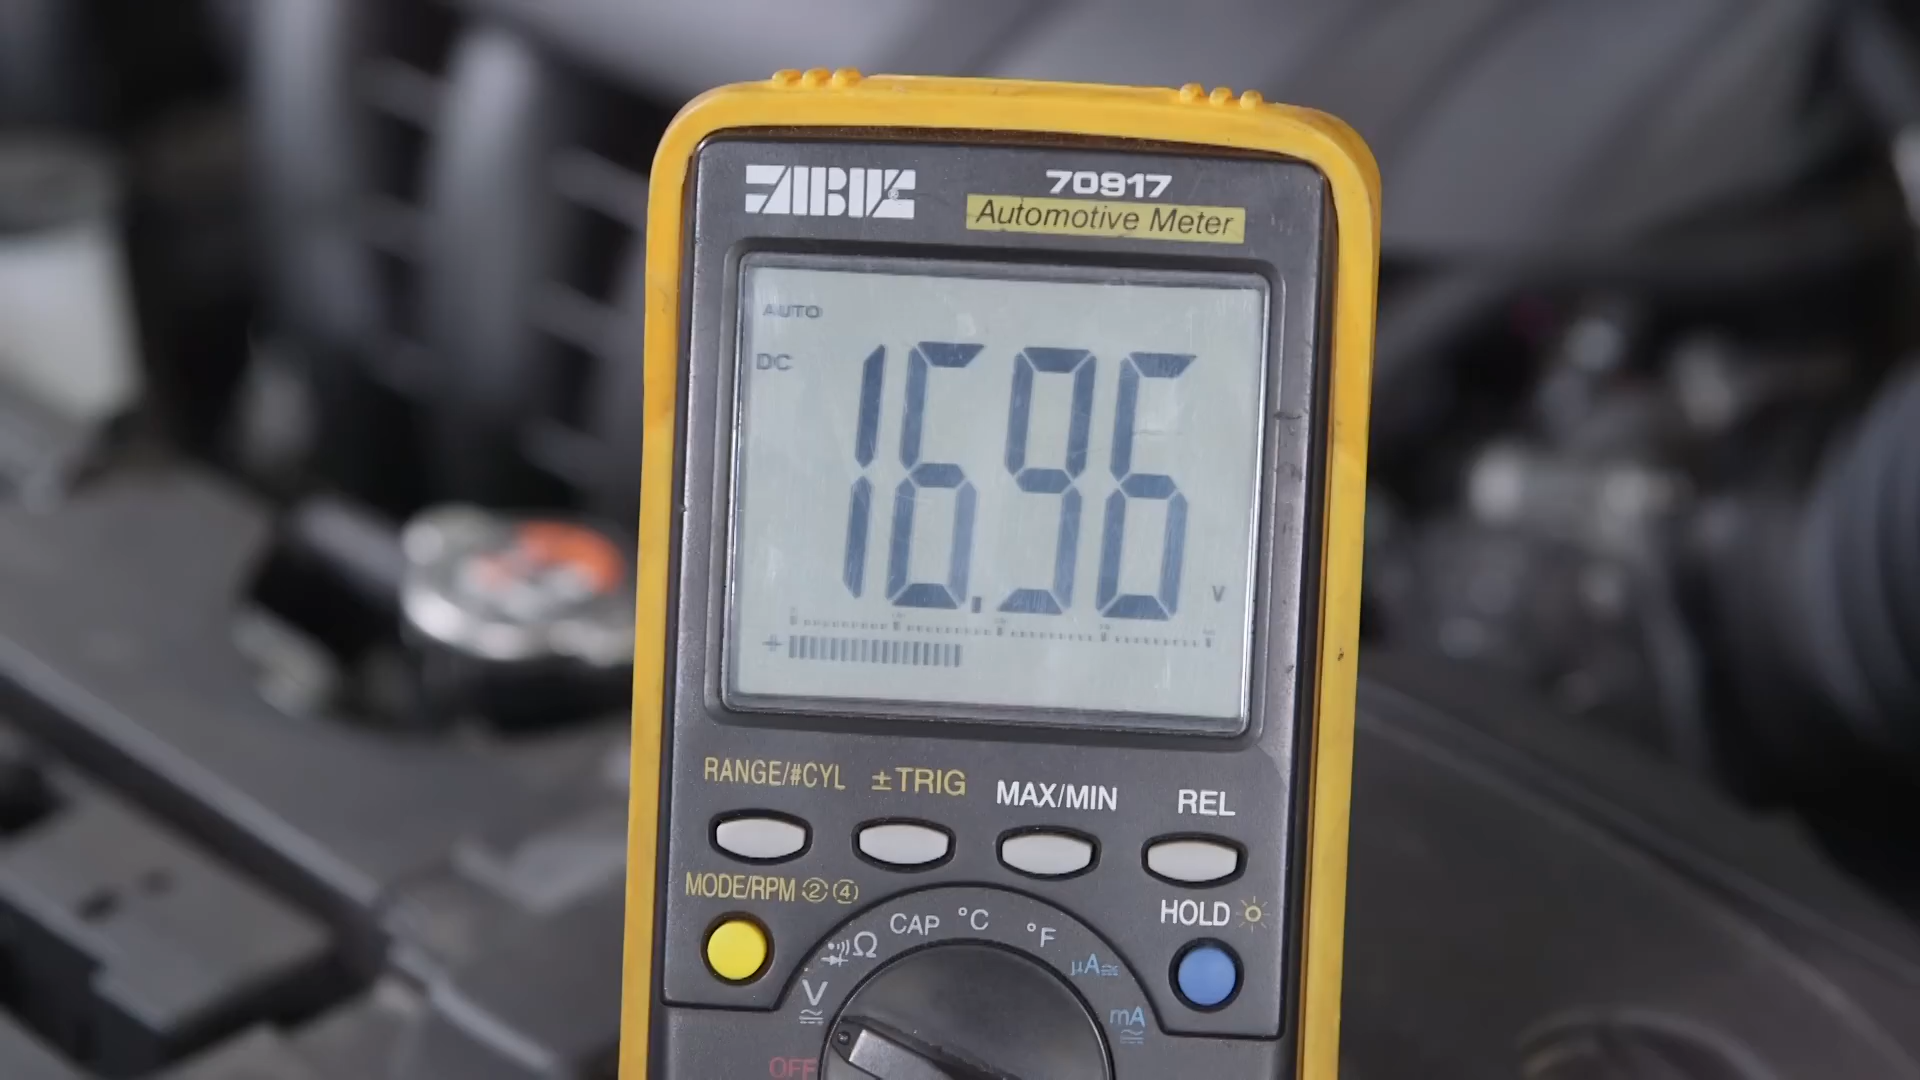 70917
Automotive Meter
AUTO
DC
16.96
V
RANGE/#CYL ±TRIG MAX/MIN REL
MODE/RPM ② ④
HOLD
Ω CAP °C °F µA
V mA
OFF